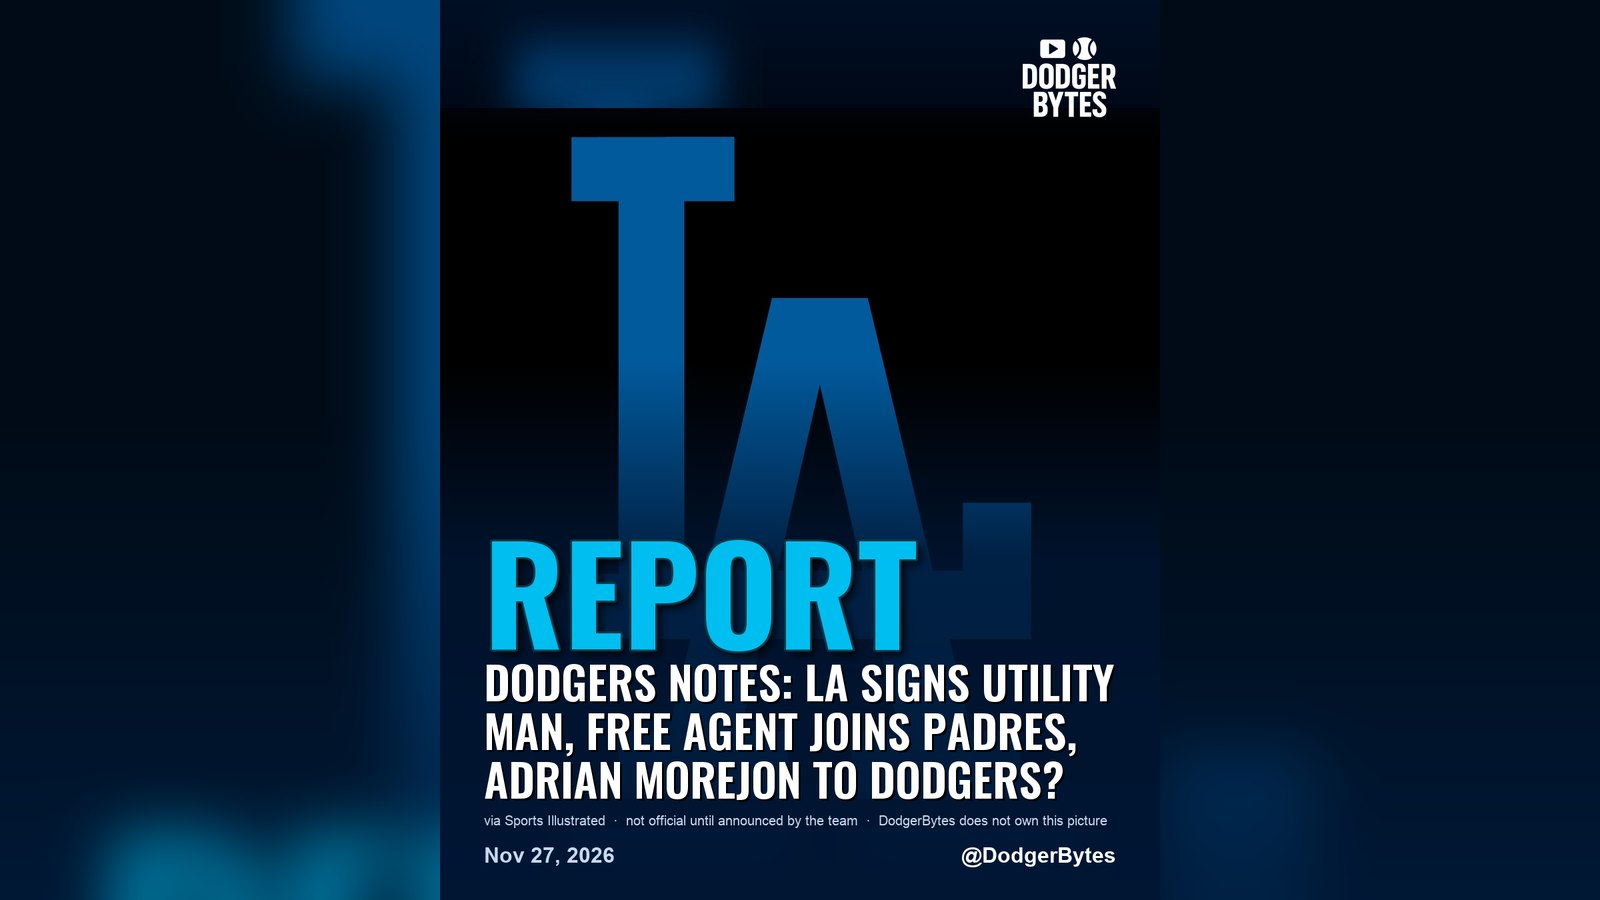 DODGER
BYTES
LA
REPORT
DODGERS NOTES: LA SIGNS UTILITY
MAN, FREE AGENT JOINS PADRES,
ADRIAN MOREJON TO DODGERS?
via Sports Illustrated · not official until announced by the team · DodgerBytes does not own this picture
Nov 27, 2026
@DodgerBytes